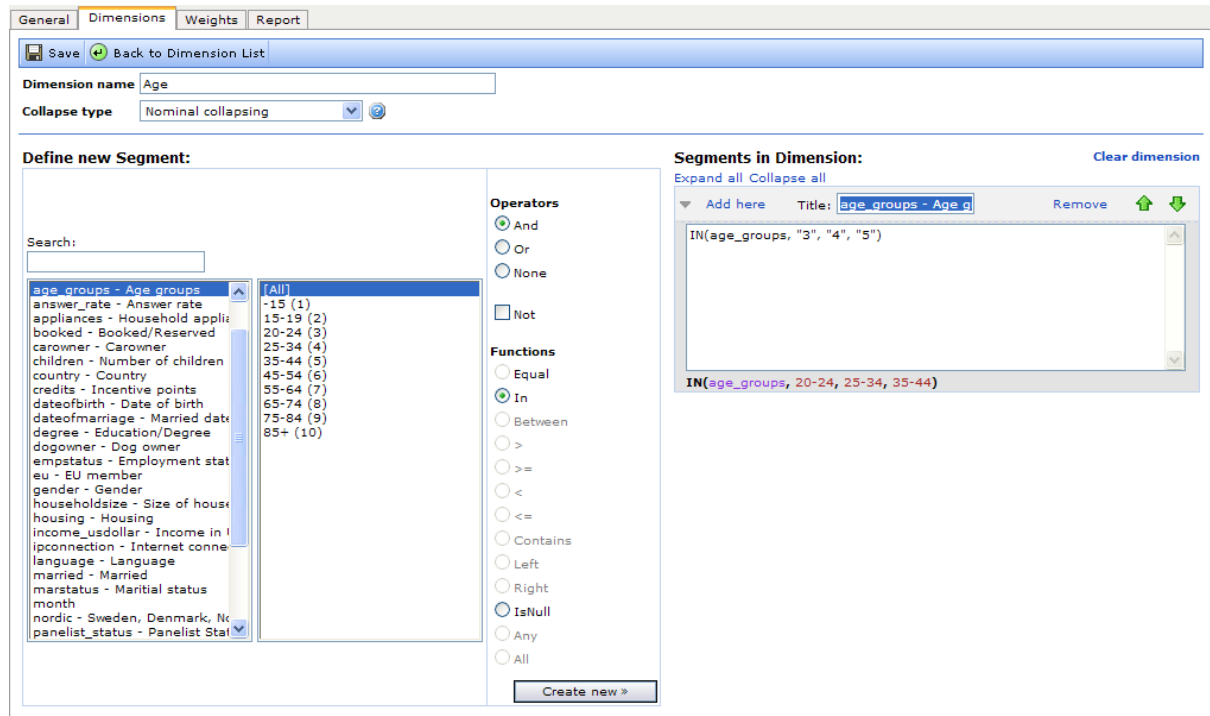 General Dimensions Weights Report
Save Back to Dimension List
Dimension name Age
Collapse type Nominal collapsing
Define new Segment:
Search:
age_groups - Age groups
answer_rate - Answer rate
appliances - Household applia
booked - Booked/Reserved
carowner - Carowner
children - Number of children
country - Country
credits - Incentive points
dateofbirth - Date of birth
dateofmarriage - Married date
degree - Education/Degree
dogowner - Dog owner
empstatus - Employment stat
eu - EU member
gender - Gender
householdsize - Size of house
housing - Housing
income_usdollar - Income in
ipconnection - Internet conne
language - Language
married - Married
marstatus - Maritial status
month
nordic - Sweden, Denmark, No
panelist_status - Panelist Stat
[All]
-15 (1)
15-19 (2)
20-24 (3)
25-34 (4)
35-44 (5)
45-54 (6)
55-64 (7)
65-74 (8)
75-84 (9)
85+ (10)
Operators
And
Or
None
Not
Functions
Equal
In
Between
>
>=
<
<=
Contains
Left
Right
IsNull
Any
All
Create new »
Segments in Dimension: Clear dimension
Expand all Collapse all
Add here Title: age_groups - Age g Remove
IN(age_groups, "3", "4", "5")
IN(age_groups, 20-24, 25-34, 35-44)